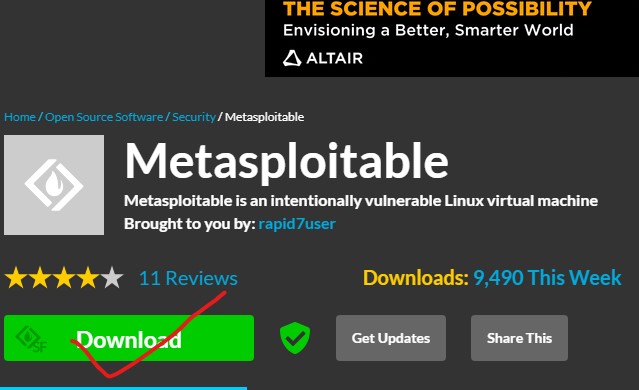 THE SCIENCE OF POSSIBILITY
Envisioning a Better, Smarter World
ALTAIR
Home / Open Source Software / Security / Metasploitable
Metasploitable
Metasploitable is an intentionally vulnerable Linux virtual machine
Brought to you by: rapid7user
11 Reviews Downloads: 9,490 This Week
SF Download Get Updates Share This